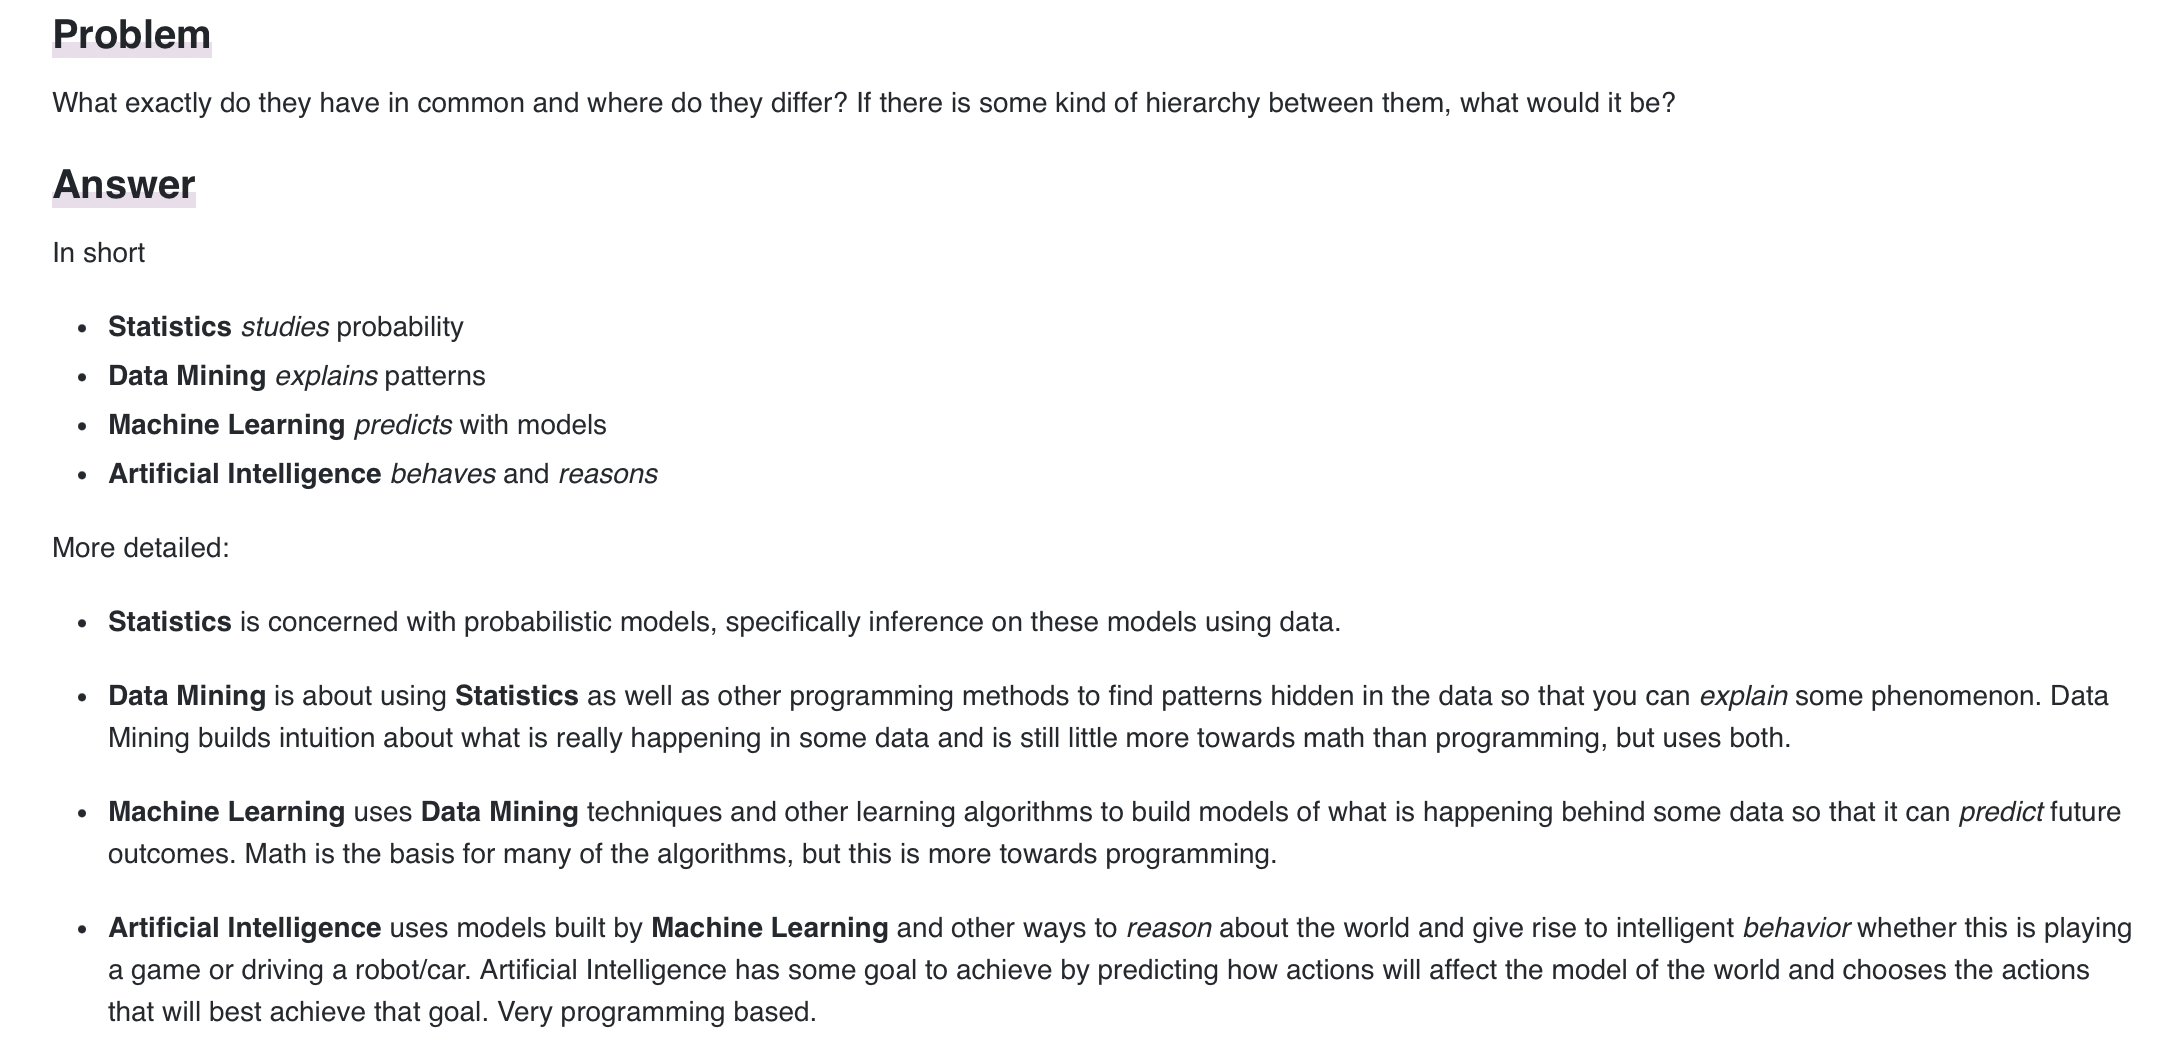 Problem
What exactly do they have in common and where do they differ? If there is some kind of hierarchy between them, what would it be?
Answer
In short
• Statistics studies probability
• Data Mining explains patterns
• Machine Learning predicts with models
• Artificial Intelligence behaves and reasons
More detailed:
• Statistics is concerned with probabilistic models, specifically inference on these models using data.
• Data Mining is about using Statistics as well as other programming methods to find patterns hidden in the data so that you can explain some phenomenon. Data
Mining builds intuition about what is really happening in some data and is still little more towards math than programming, but uses both.
• Machine Learning uses Data Mining techniques and other learning algorithms to build models of what is happening behind some data so that it can predict future
outcomes. Math is the basis for many of the algorithms, but this is more towards programming.
• Artificial Intelligence uses models built by Machine Learning and other ways to reason about the world and give rise to intelligent behavior whether this is playing
a game or driving a robot/car. Artificial Intelligence has some goal to achieve by predicting how actions will affect the model of the world and chooses the actions
that will best achieve that goal. Very programming based.